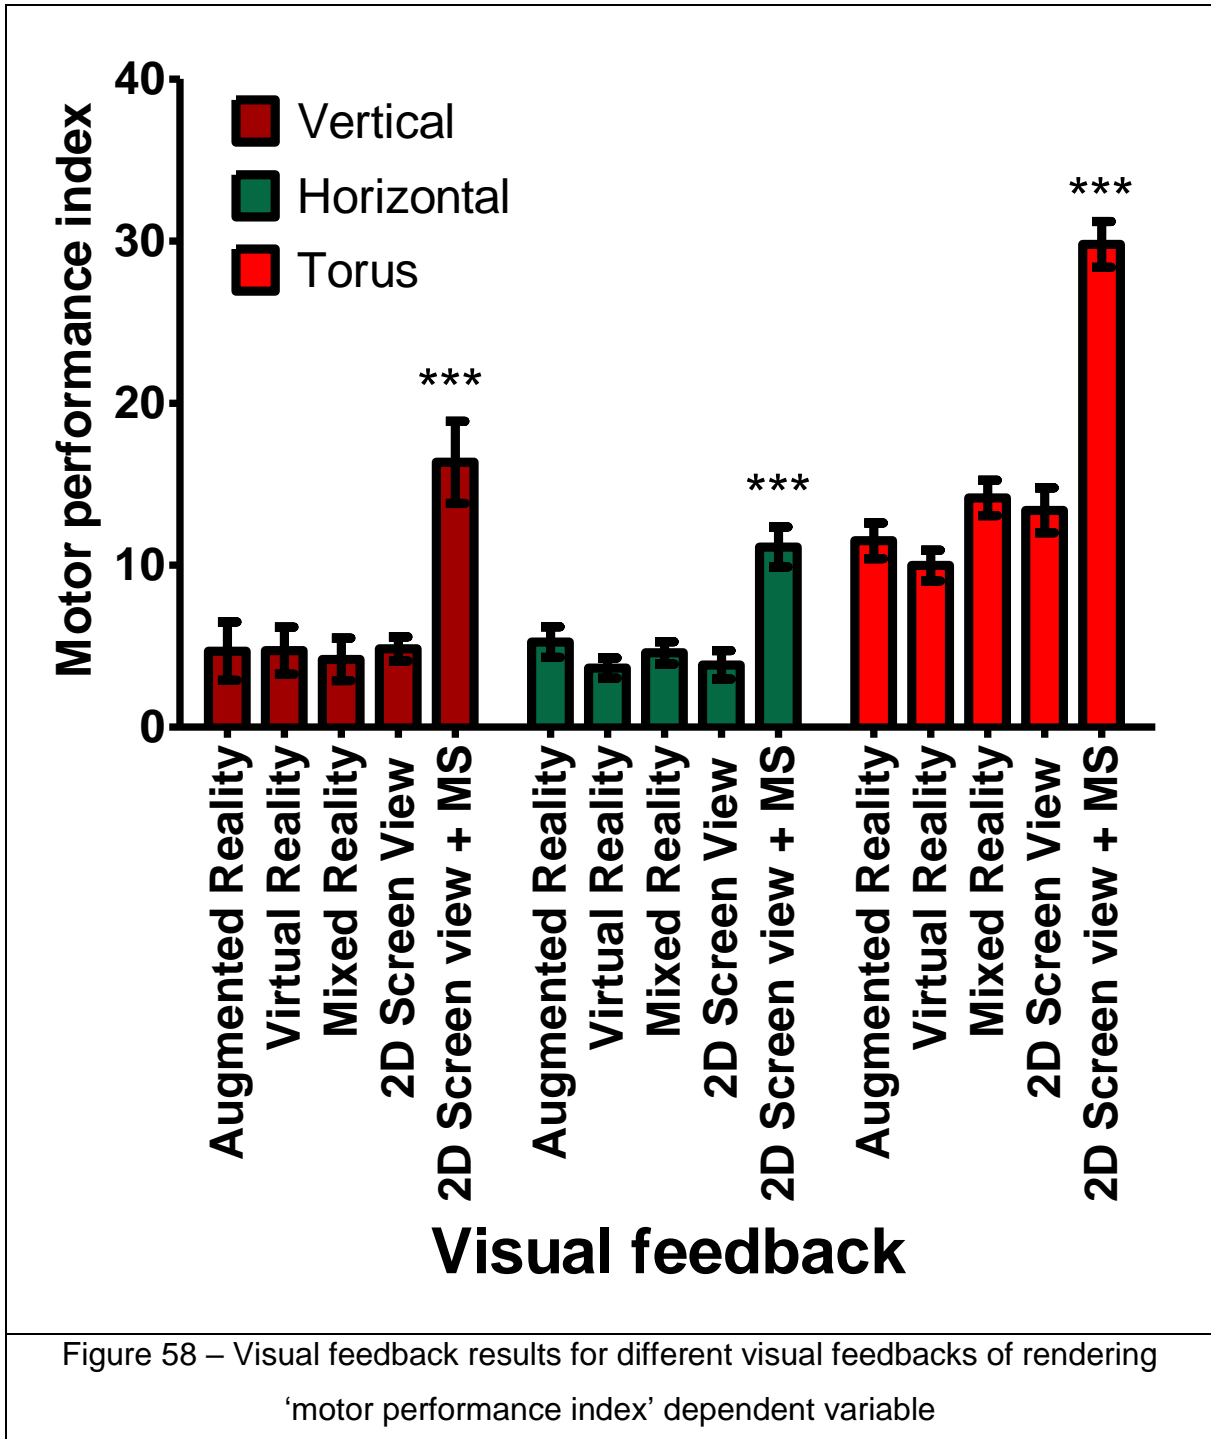 Motor performance index
40
30
20
10
0
Vertical
Horizontal
Torus
***
***
***
Augmented Reality
Virtual Reality
Mixed Reality
2D Screen View
2D Screen view + MS
Augmented Reality
Virtual Reality
Mixed Reality
2D Screen View
2D Screen view + MS
Augmented Reality
Virtual Reality
Mixed Reality
2D Screen View
2D Screen view + MS
Visual feedback
Figure 58 – Visual feedback results for different visual feedbacks of rendering
‘motor performance index’ dependent variable